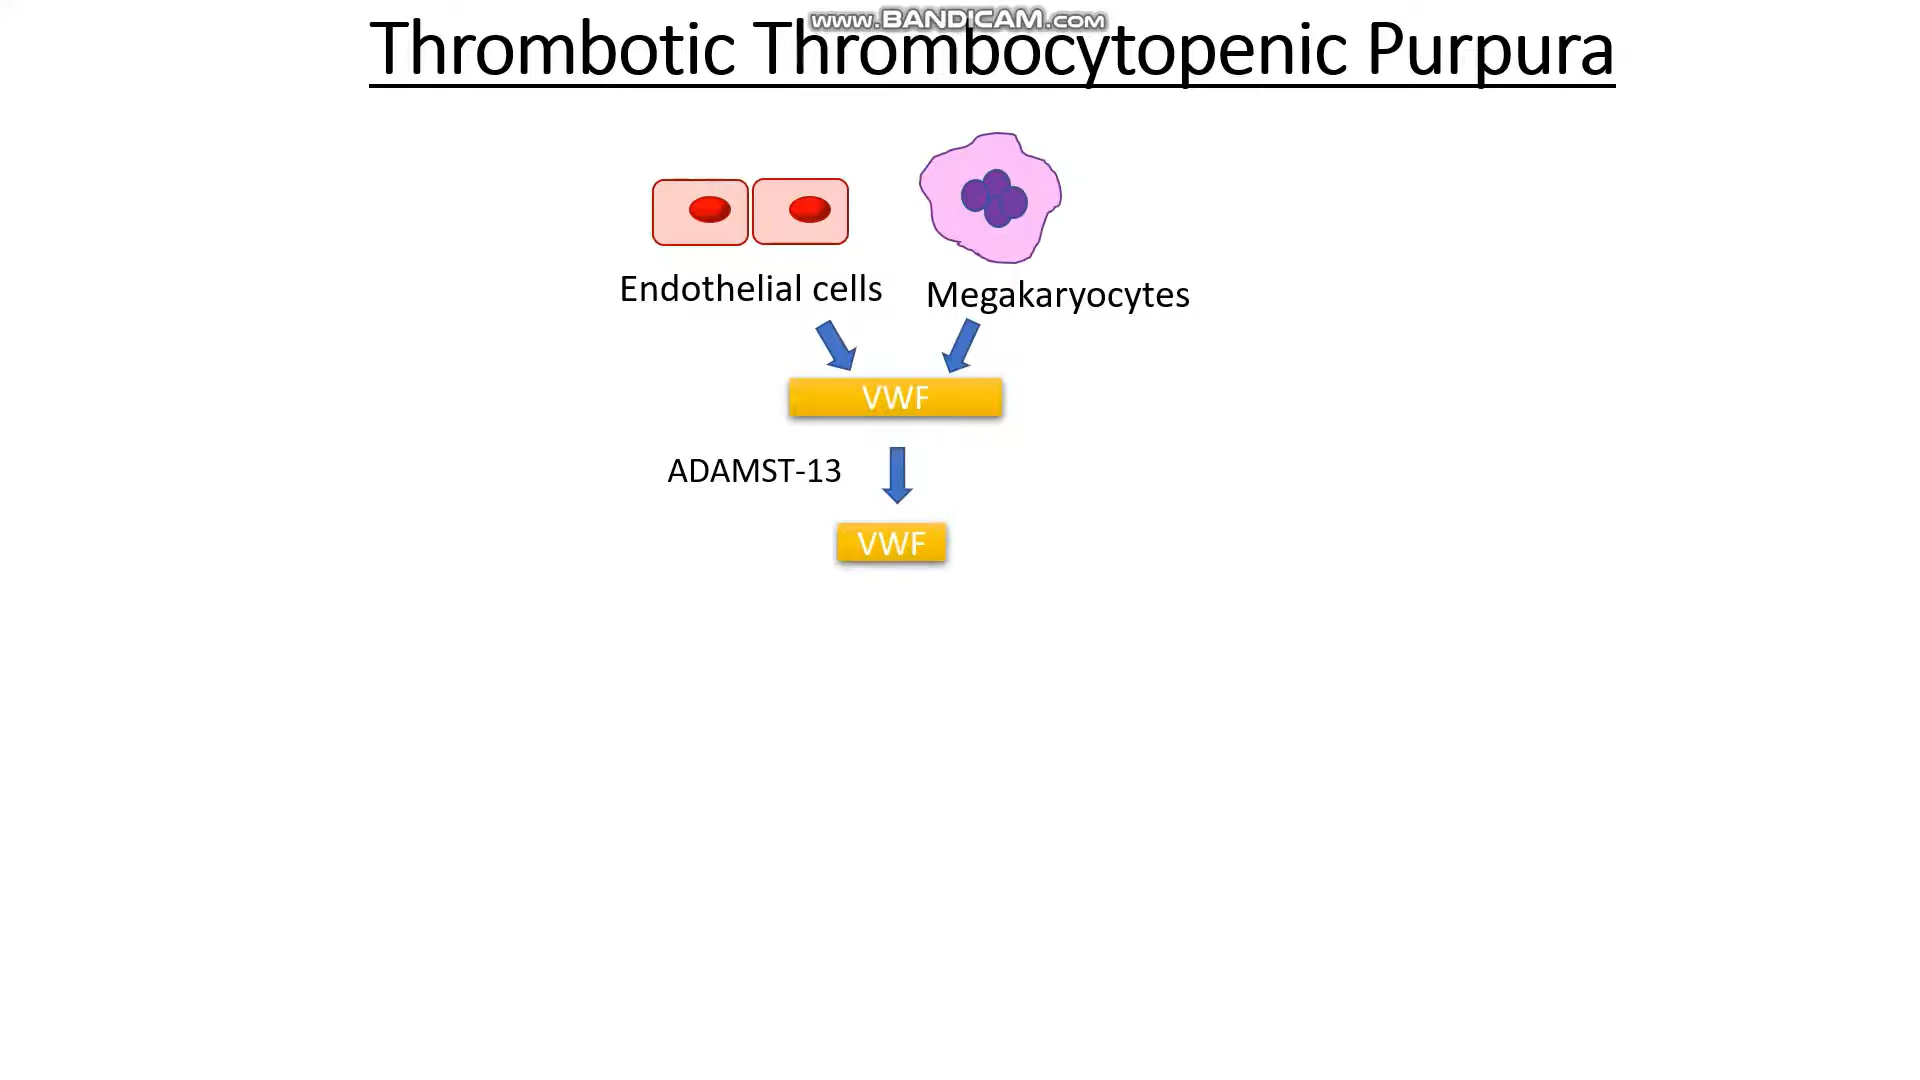 www.BANDICAM.com
Thrombotic Thrombocytopenic Purpura
Endothelial cells
Megakaryocytes
VWF
ADAMST-13
VWF